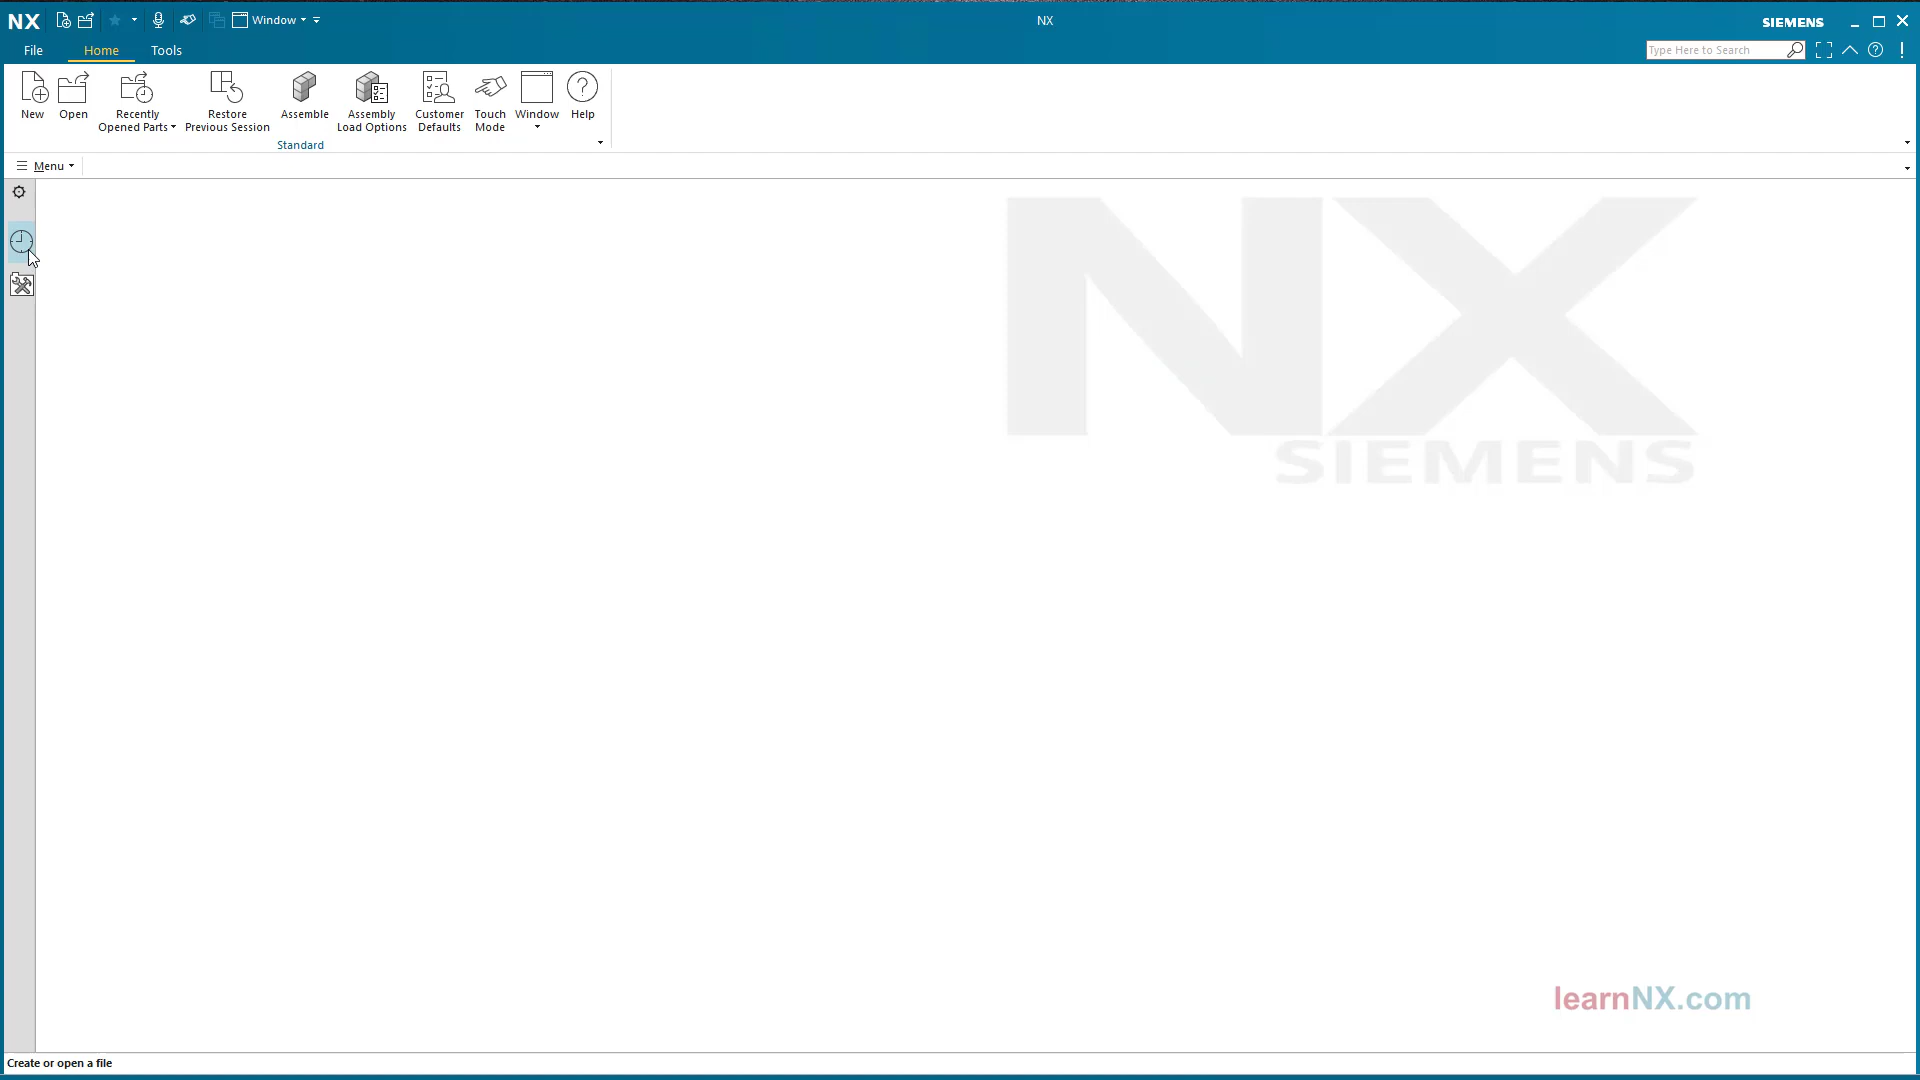 NX Window NX SIEMENS
File Home Tools Type Here to Search
New Open Recently Opened Parts Restore Previous Session Assemble Assembly Load Options Customer Defaults Touch Mode Window Help
Standard
Menu
NX
SIEMENS
learnNX.com
Create or open a file